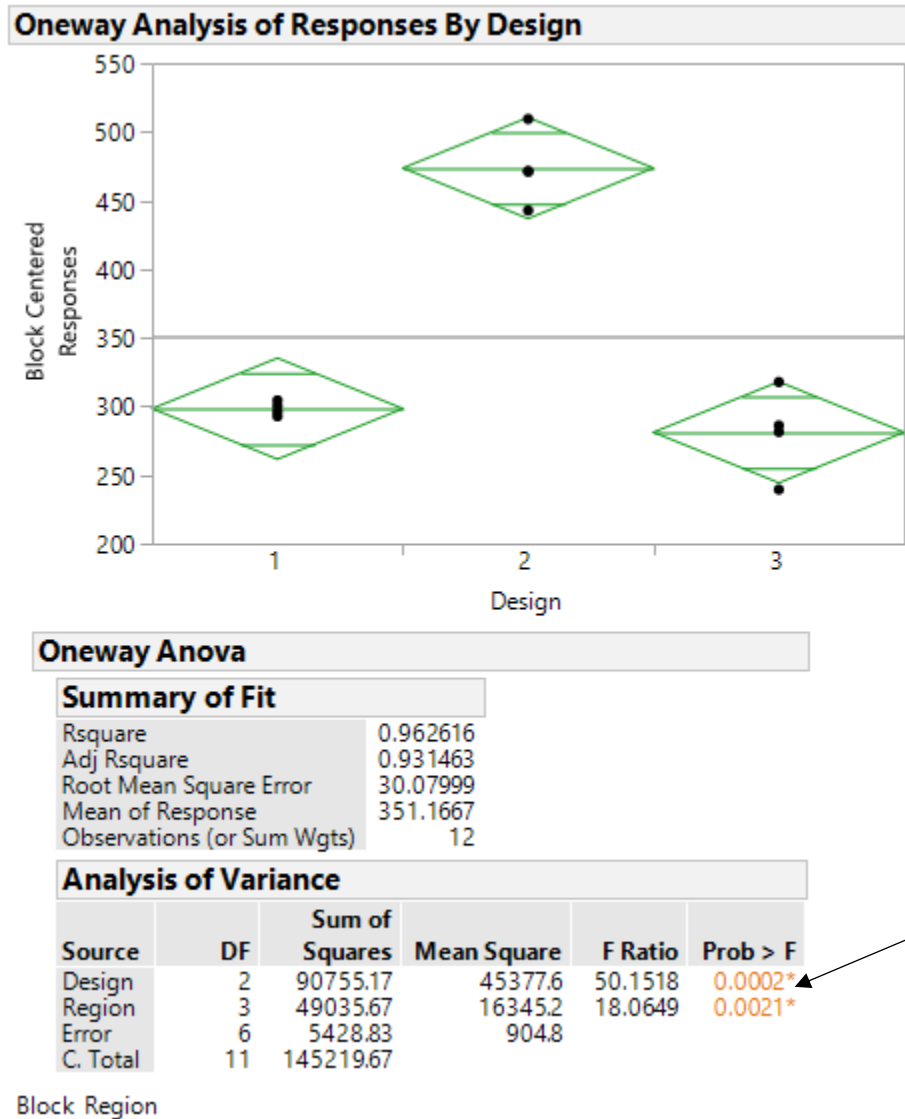 Oneway Analysis of Responses By Design
550
500
450
400
350
300
250
200
Block Centered
Responses
1 2 3
Design
Oneway Anova
Summary of Fit
Rsquare 0.962616
Adj Rsquare 0.931463
Root Mean Square Error 30.07999
Mean of Response 351.1667
Observations (or Sum Wgts) 12
Analysis of Variance
Sum of
Source DF Squares Mean Square F Ratio Prob > F
Design 2 90755.17 45377.6 50.1518 0.0002*
Region 3 49035.67 16345.2 18.0649 0.0021*
Error 6 5428.83 904.8
C. Total 11 145219.67
Block Region